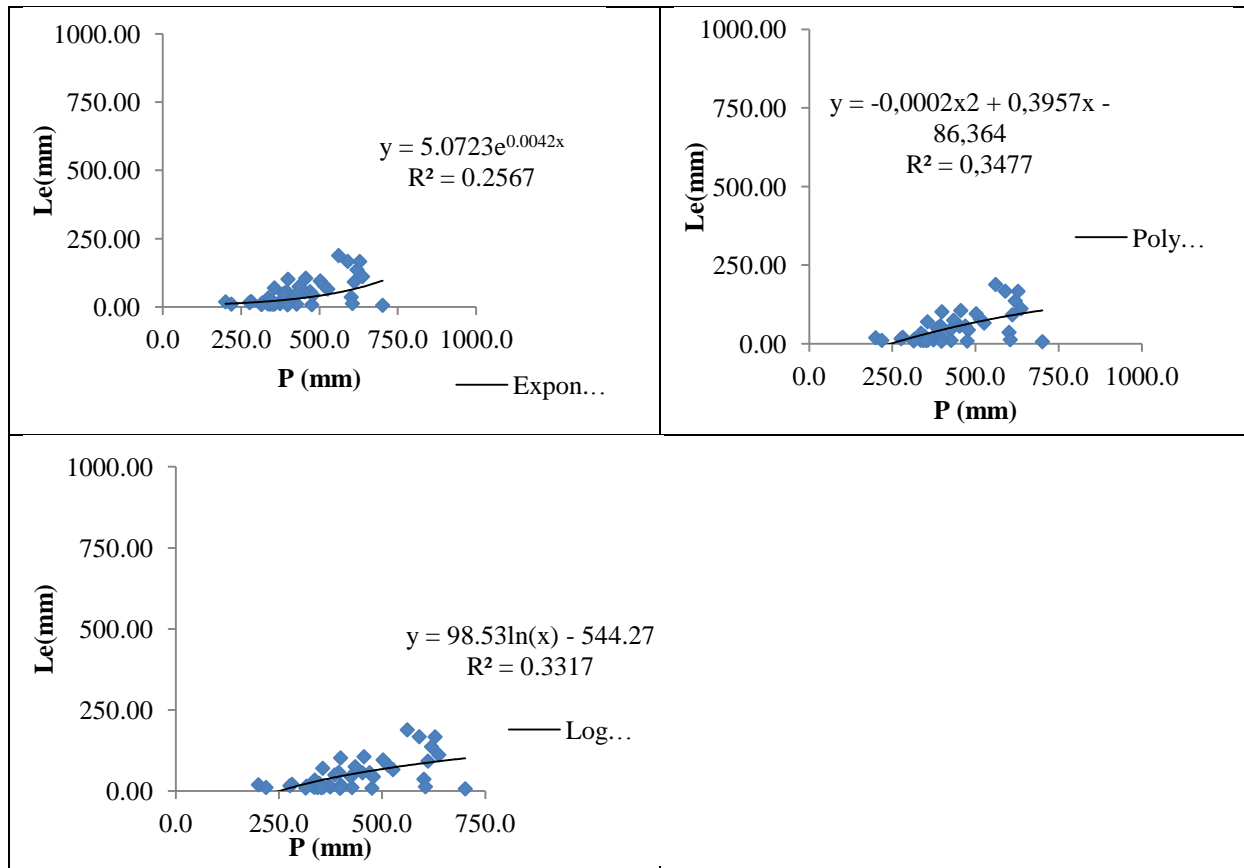 1000.00
750.00
500.00
250.00
0.00
Le(mm)
y = 5.0723e^0.0042x
R² = 0.2567
0.0 250.0 500.0 750.0 1000.0
P (mm)
Expon...
1000.00
750.00
500.00
250.00
0.00
Le(mm)
y = -0,0002x2 + 0,3957x -
86,364
R² = 0,3477
Poly...
0.0 250.0 500.0 750.0 1000.0
P (mm)
1000.00
750.00
500.00
250.00
0.00
Le(mm)
y = 98.53ln(x) - 544.27
R² = 0.3317
Log...
0.0 250.0 500.0 750.0
P (mm)